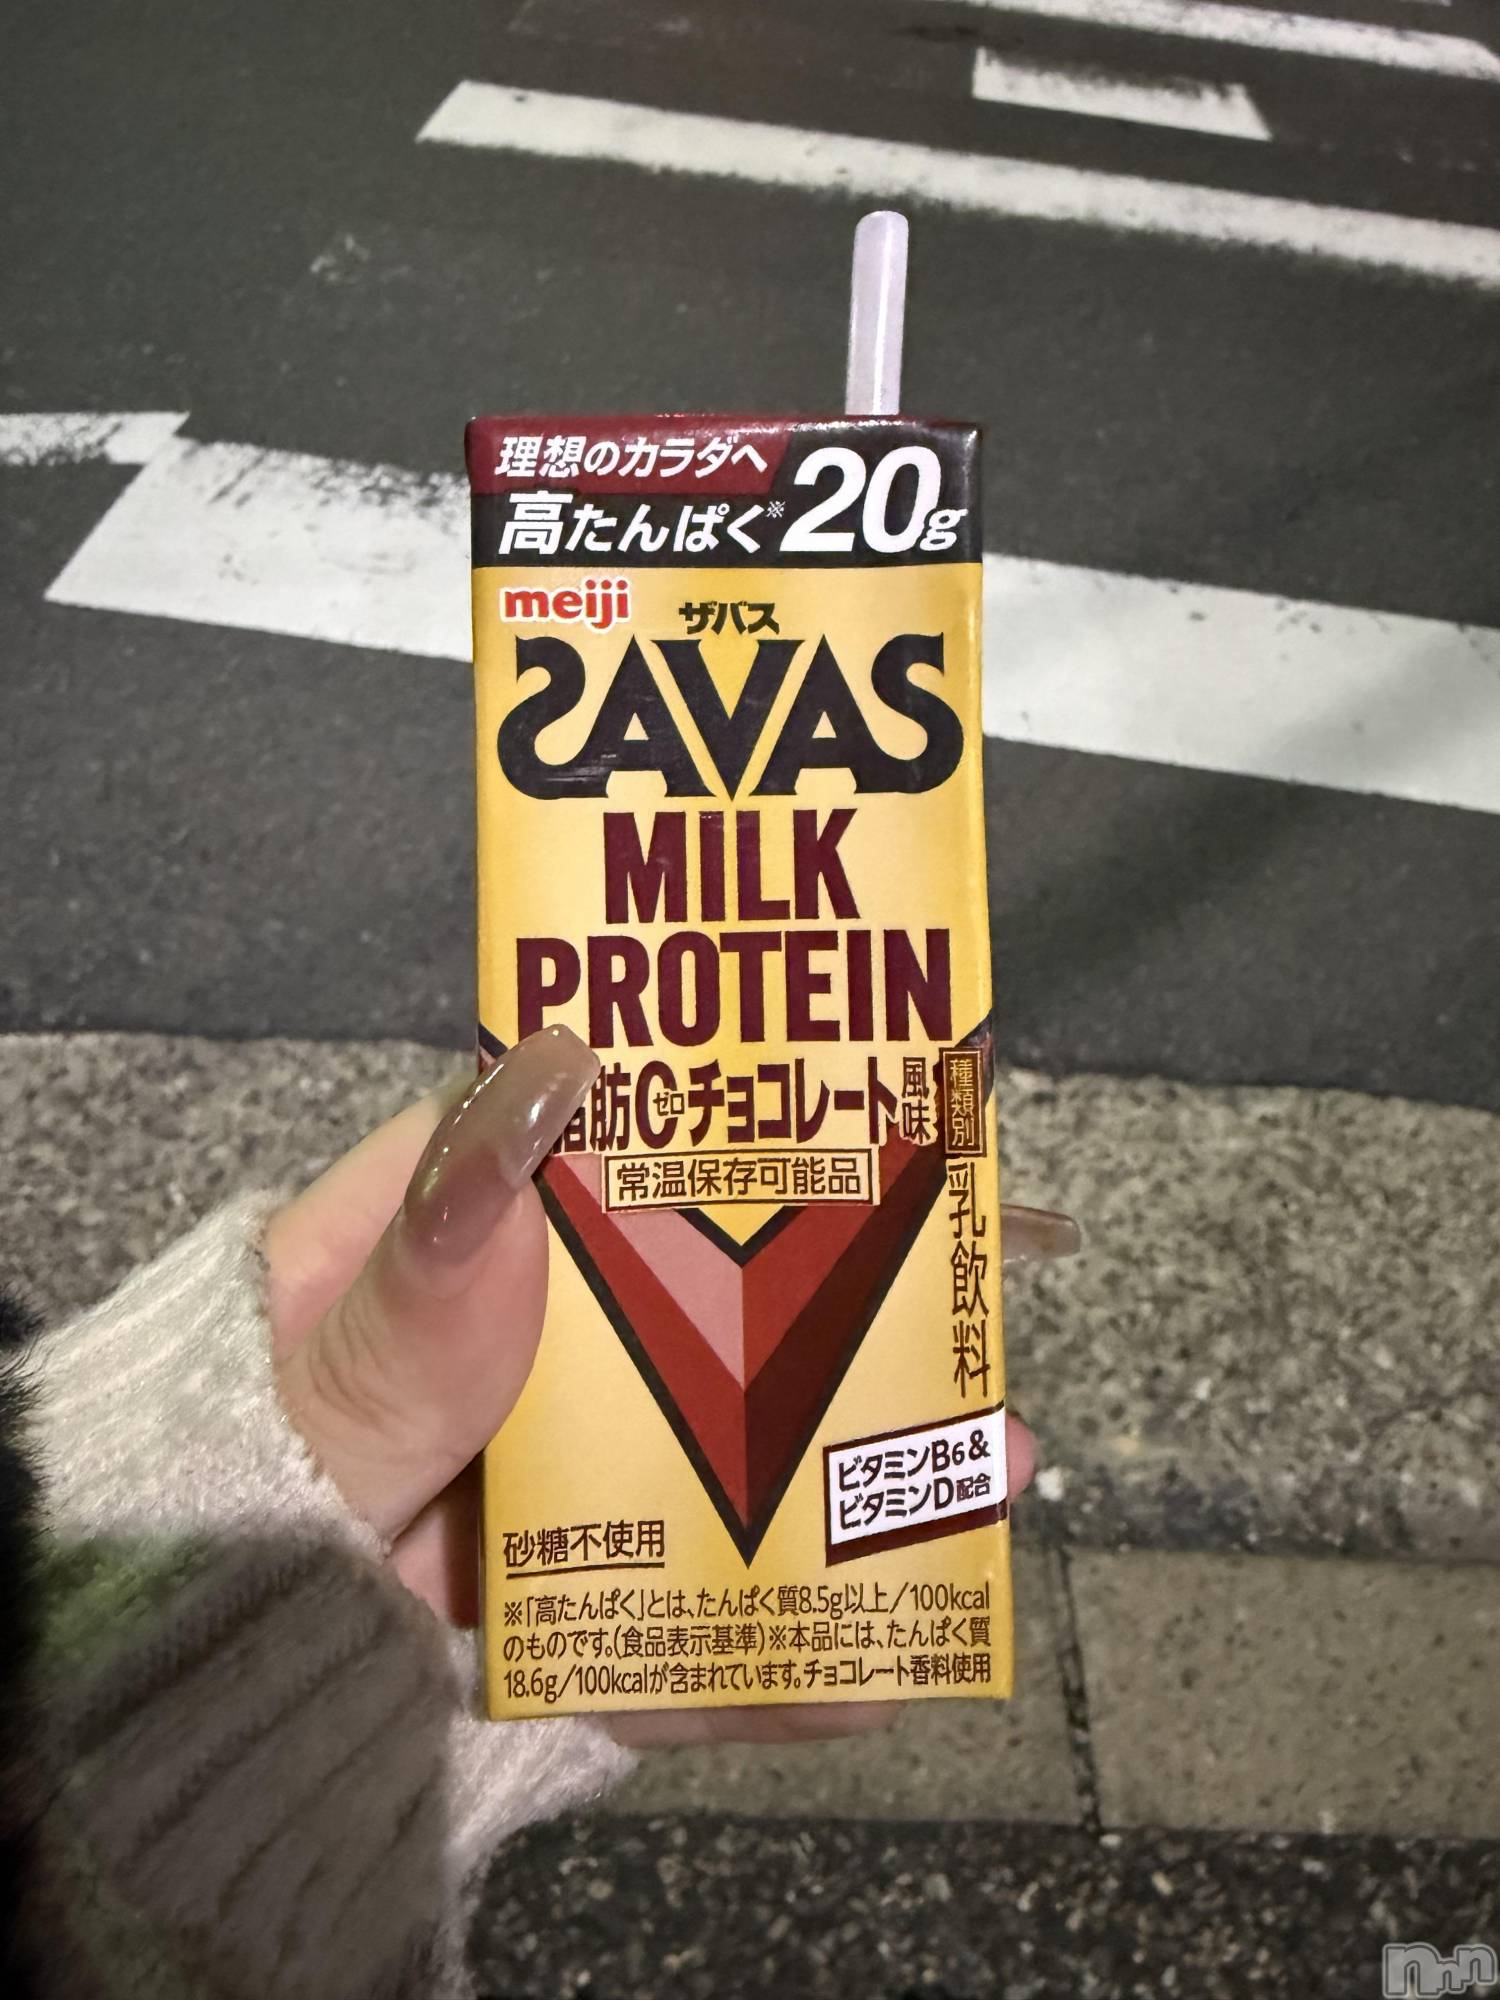 理想のカラダへ
高たんぱく※20g
meiji
ザバス
SAVAS
MILK
PROTEIN
脂肪0ゼロチョコレート風味
常温保存可能品
種類別
乳飲料
ビタミンB6&
ビタミンD配合
砂糖不使用
※「高たんぱく」とは、たんぱく質8.5g以上/100kcal
のものです。(食品表示基準)※本品には、たんぱく質
18.6g/100kcalが含まれています。チョコレート香料使用
nnn